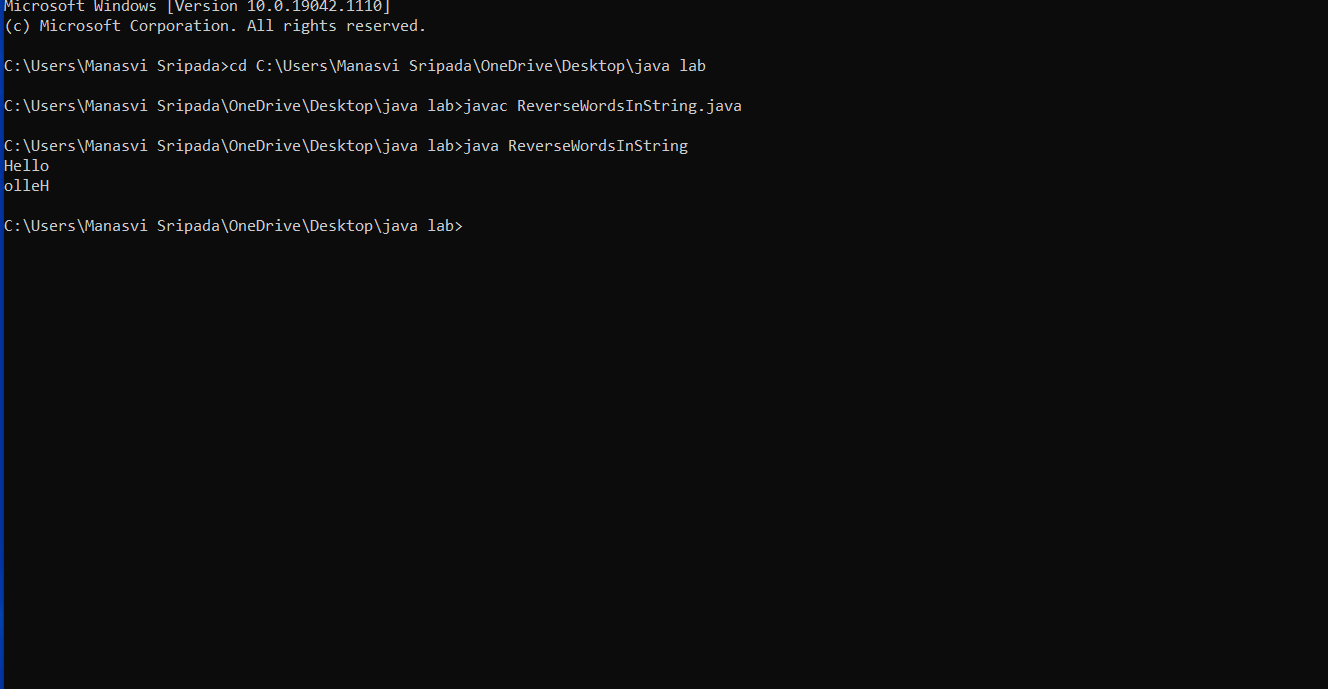 Microsoft Windows [Version 10.0.19042.1110]
(c) Microsoft Corporation. All rights reserved.
C:\Users\Manasvi Sripada>cd C:\Users\Manasvi Sripada\OneDrive\Desktop\java lab
C:\Users\Manasvi Sripada\OneDrive\Desktop\java lab>javac ReverseWordsInString.java
C:\Users\Manasvi Sripada\OneDrive\Desktop\java lab>java ReverseWordsInString
Hello
olleH
C:\Users\Manasvi Sripada\OneDrive\Desktop\java lab>